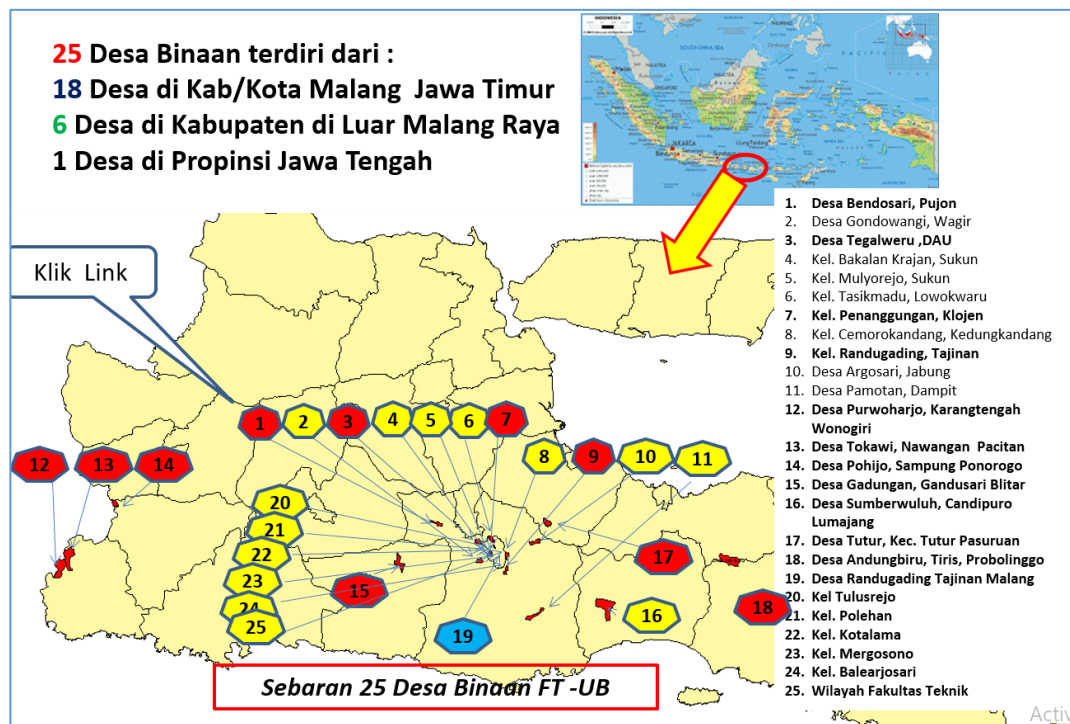 25 Desa Binaan terdiri dari :
18 Desa di Kab/Kota Malang Jawa Timur
6 Desa di Kabupaten di Luar Malang Raya
1 Desa di Propinsi Jawa Tengah
INDONESIA
SOUTH CHINA SEA
PACIFIC
JAKARTA
Klik Link
1. Desa Bendosari, Pujon
2. Desa Gondowangi, Wagir
3. Desa Tegalweru ,DAU
4. Kel. Bakalan Krajan, Sukun
5. Kel. Mulyorejo, Sukun
6. Kel. Tasikmadu, Lowokwaru
7. Kel. Penanggungan, Klojen
8. Kel. Cemorokandang, Kedungkandang
9. Kel. Randugading, Tajinan
10. Desa Argosari, Jabung
11. Desa Pamotan, Dampit
12. Desa Purwoharjo, Karangtengah
Wonogiri
13. Desa Tokawi, Nawangan Pacitan
14. Desa Pohijo, Sampung Ponorogo
15. Desa Gadungan, Gandusari Blitar
16. Desa Sumberwuluh, Candipuro
Lumajang
17. Desa Tutur, Kec. Tutur Pasuruan
18. Desa Andungbiru, Tiris, Probolinggo
19. Desa Randugading Tajinan Malang
20. Kel Tulusrejo
21. Kel. Polehan
22. Kel. Kotalama
23. Kel. Mergosono
24. Kel. Balearjosari
25. Wilayah Fakultas Teknik
1 2 3 4 5 6 7
8 9 10 11
12 13 14
20
21
22
23
24
25
15
16
17
18
19
Sebaran 25 Desa Binaan FT -UB
Activ